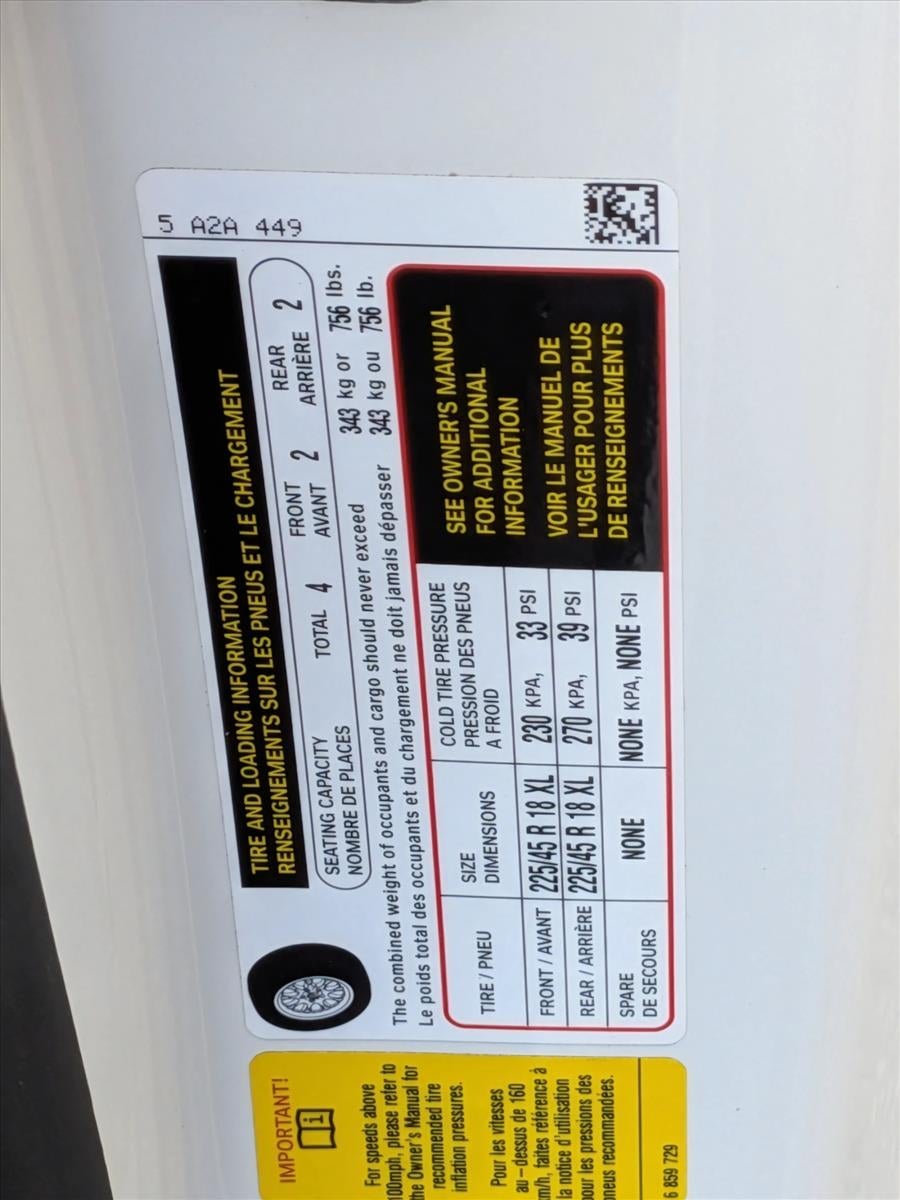 5 A2A 449
TIRE AND LOADING INFORMATION
RENSEIGNEMENTS SUR LES PNEUS ET LE CHARGEMENT
SEATING CAPACITY TOTAL 4 FRONT 2 REAR 2
NOMBRE DE PLACES AVANT ARRIÈRE
The combined weight of occupants and cargo should never exceed 343 kg or 756 lbs.
Le poids total des occupants et du chargement ne doit jamais dépasser 343 kg ou 756 lb.
TIRE / PNEU
SIZE
DIMENSIONS
COLD TIRE PRESSURE
PRESSION DES PNEUS
A FROID
FRONT / AVANT 225/45 R 18 XL 230 KPA, 33 PSI
REAR / ARRIÈRE 225/45 R 18 XL 270 KPA, 39 PSI
SPARE
DE SECOURS
NONE NONE KPA, NONE PSI
SEE OWNER'S MANUAL
FOR ADDITIONAL
INFORMATION
VOIR LE MANUEL DE
L'USAGER POUR PLUS
DE RENSEIGNEMENTS
IMPORTANT!
i
For speeds above
100mph, please refer to
the Owner's Manual for
recommended tire
inflation pressures.
Pour les vitesses
au-dessus de 160
km/h, faites référence à
la notice d'utilisation
pour les pressions des
pneus recommandées.
6 859 729